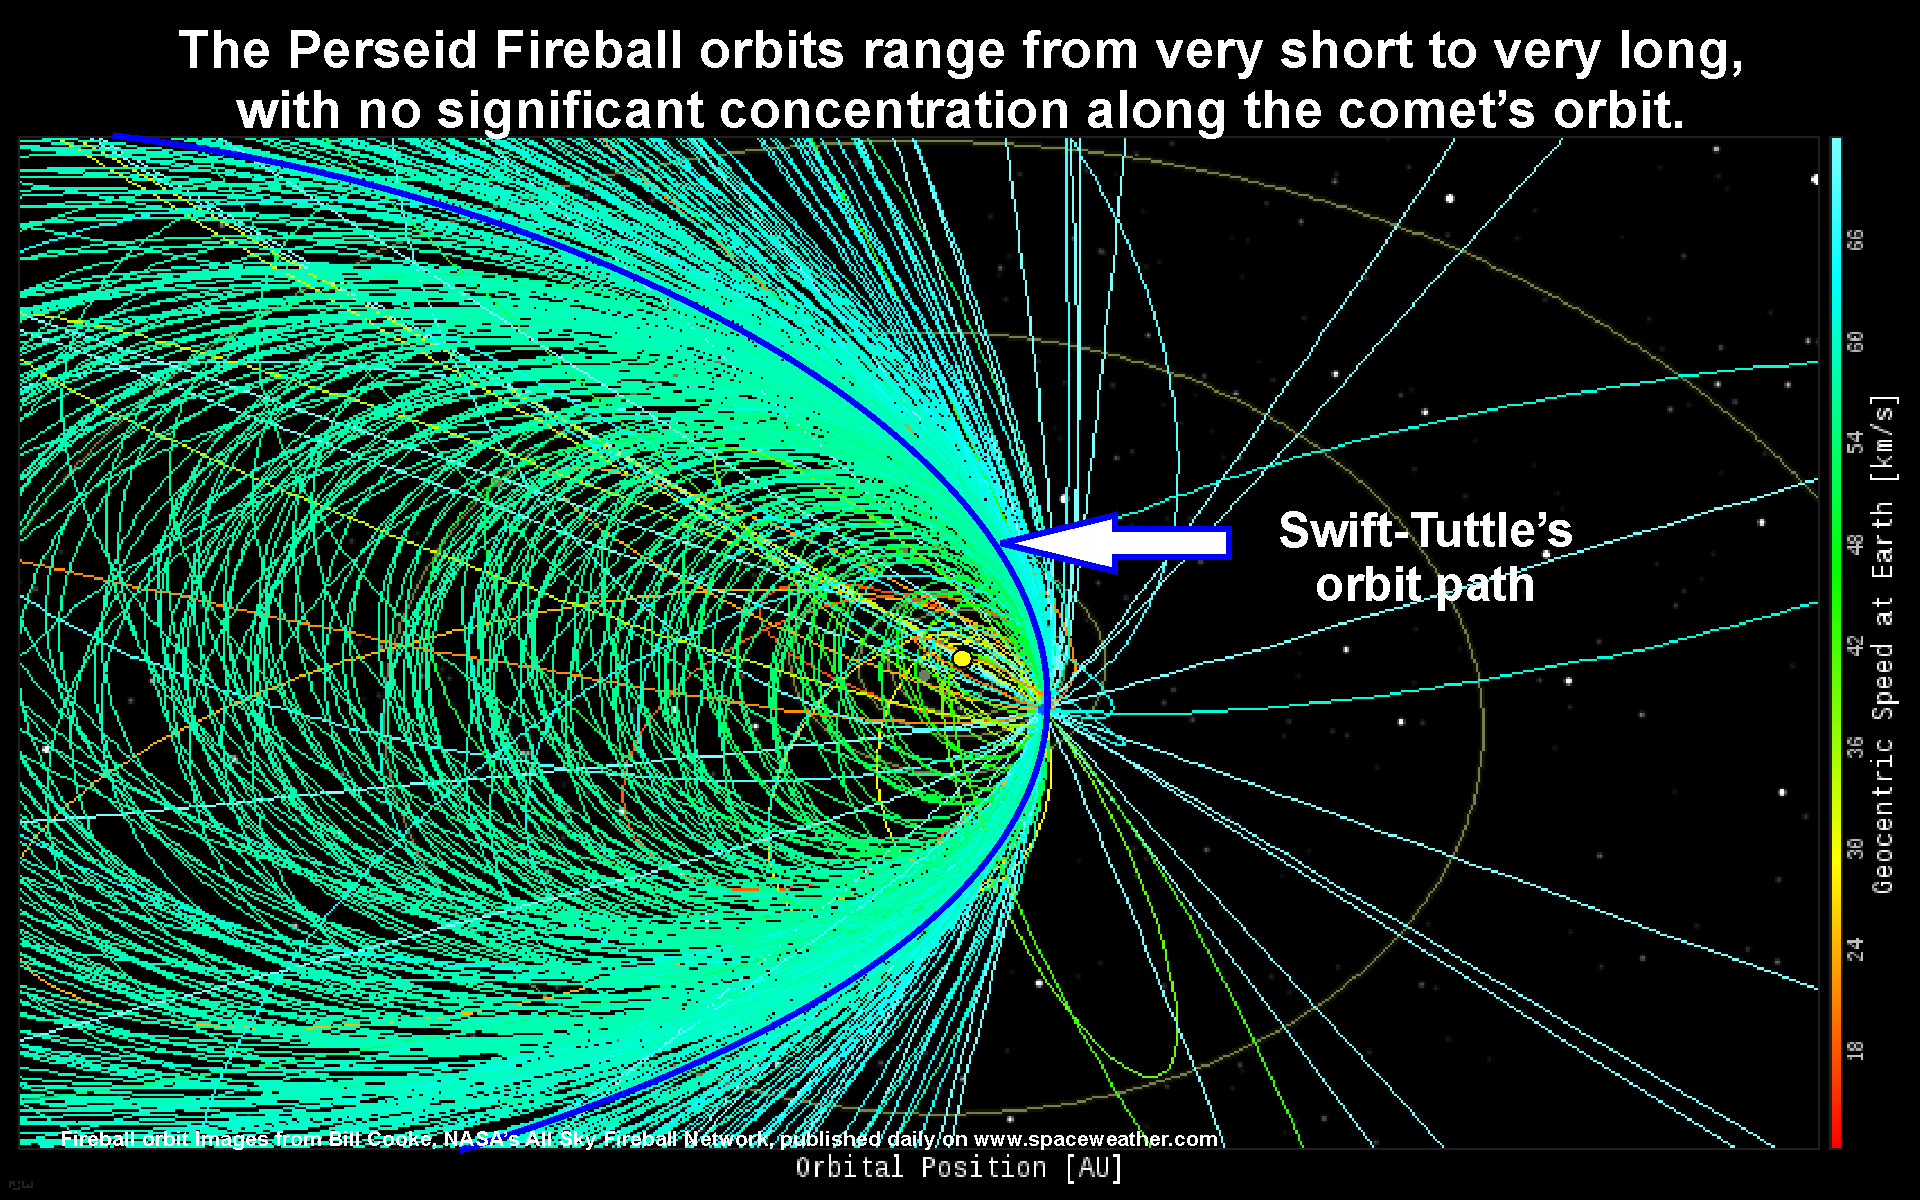 The Perseid Fireball orbits range from very short to very long,
with no significant concentration along the comet’s orbit.
Swift-Tuttle’s
orbit path
66
60
54
48
42
36
30
24
18
Geocentric Speed at Earth [km/s]
Fireball orbit Images from Bill Cooke, NASA’s All Sky Fireball Network, published daily on www.spaceweather.com
Orbital Position [AU]